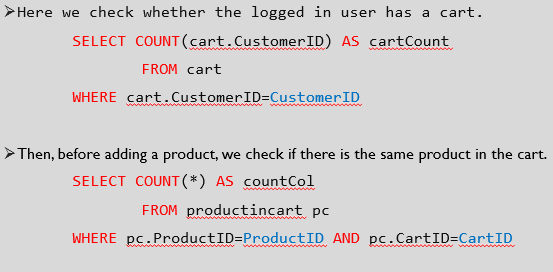 ➢Here we check whether the logged in user has a cart.
SELECT COUNT(cart.CustomerID) AS cartCount
FROM cart
WHERE cart.CustomerID=CustomerID
➢Then, before adding a product, we check if there is the same product in the cart.
SELECT COUNT(*) AS countCol
FROM productincart pc
WHERE pc.ProductID=ProductID AND pc.CartID=CartID